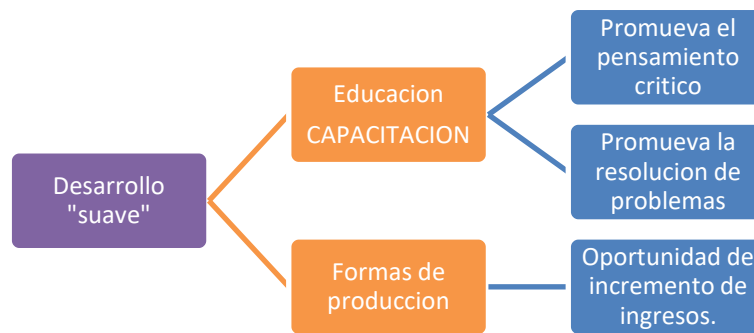 Desarrollo
"suave"
Educacion
CAPACITACION
Promueva el
pensamiento
critico
Promueva la
resolucion de
problemas
Formas de
produccion
Oportunidad de
incremento de
ingresos.